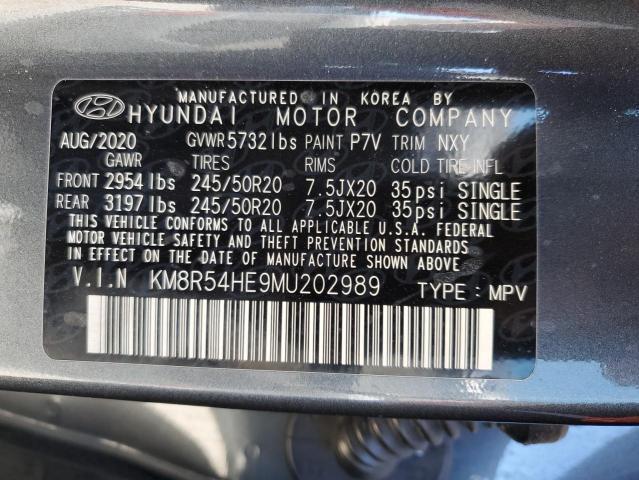 MANUFACTURED IN KOREA BY
HYUNDAI MOTOR COMPANY
AUG/2020 GVWR 5732lbs PAINT P7V TRIM NXY
GAWR TIRES RIMS COLD TIRE INFL
FRONT 2954 lbs 245/50R20 7.5JX20 35psi SINGLE
REAR 3197 lbs 245/50R20 7.5JX20 35psi SINGLE
THIS VEHICLE CONFORMS TO ALL APPLICABLE U.S.A. FEDERAL
MOTOR VEHICLE SAFETY AND THEFT PREVENTION STANDARDS
IN EFFECT ON THE DATE OF MANUFACTURE SHOWN ABOVE.
V.I.N KM8R54HE9MU202989 TYPE : MPV